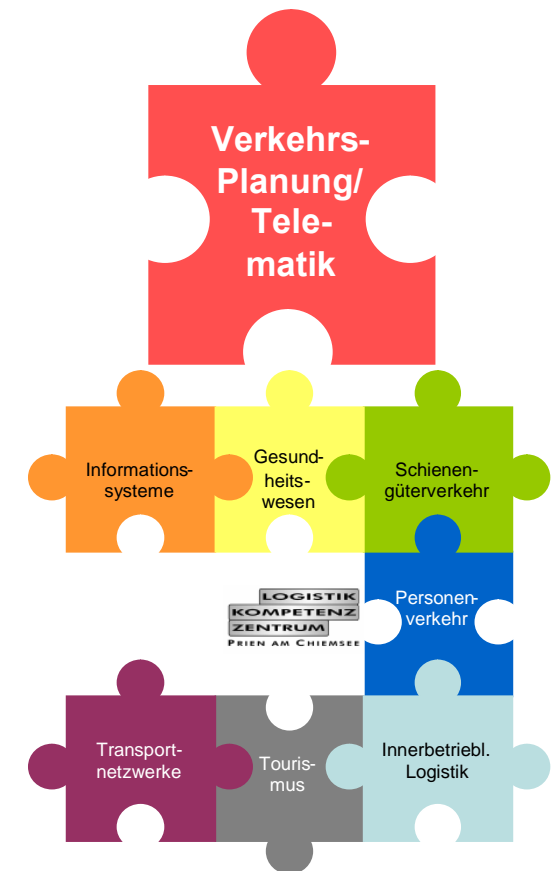 Verkehrs-
Planung/
Tele-
matik
Informations-
systeme
Gesund-
heits-
wesen
Schienen-
güterverkehr
LOGISTIK
KOMPETENZ
ZENTRUM
PRIEN AM CHIEMSEE
Personen-
verkehr
Transport-
netzwerke
Touris-
mus
Innerbetriebl.
Logistik